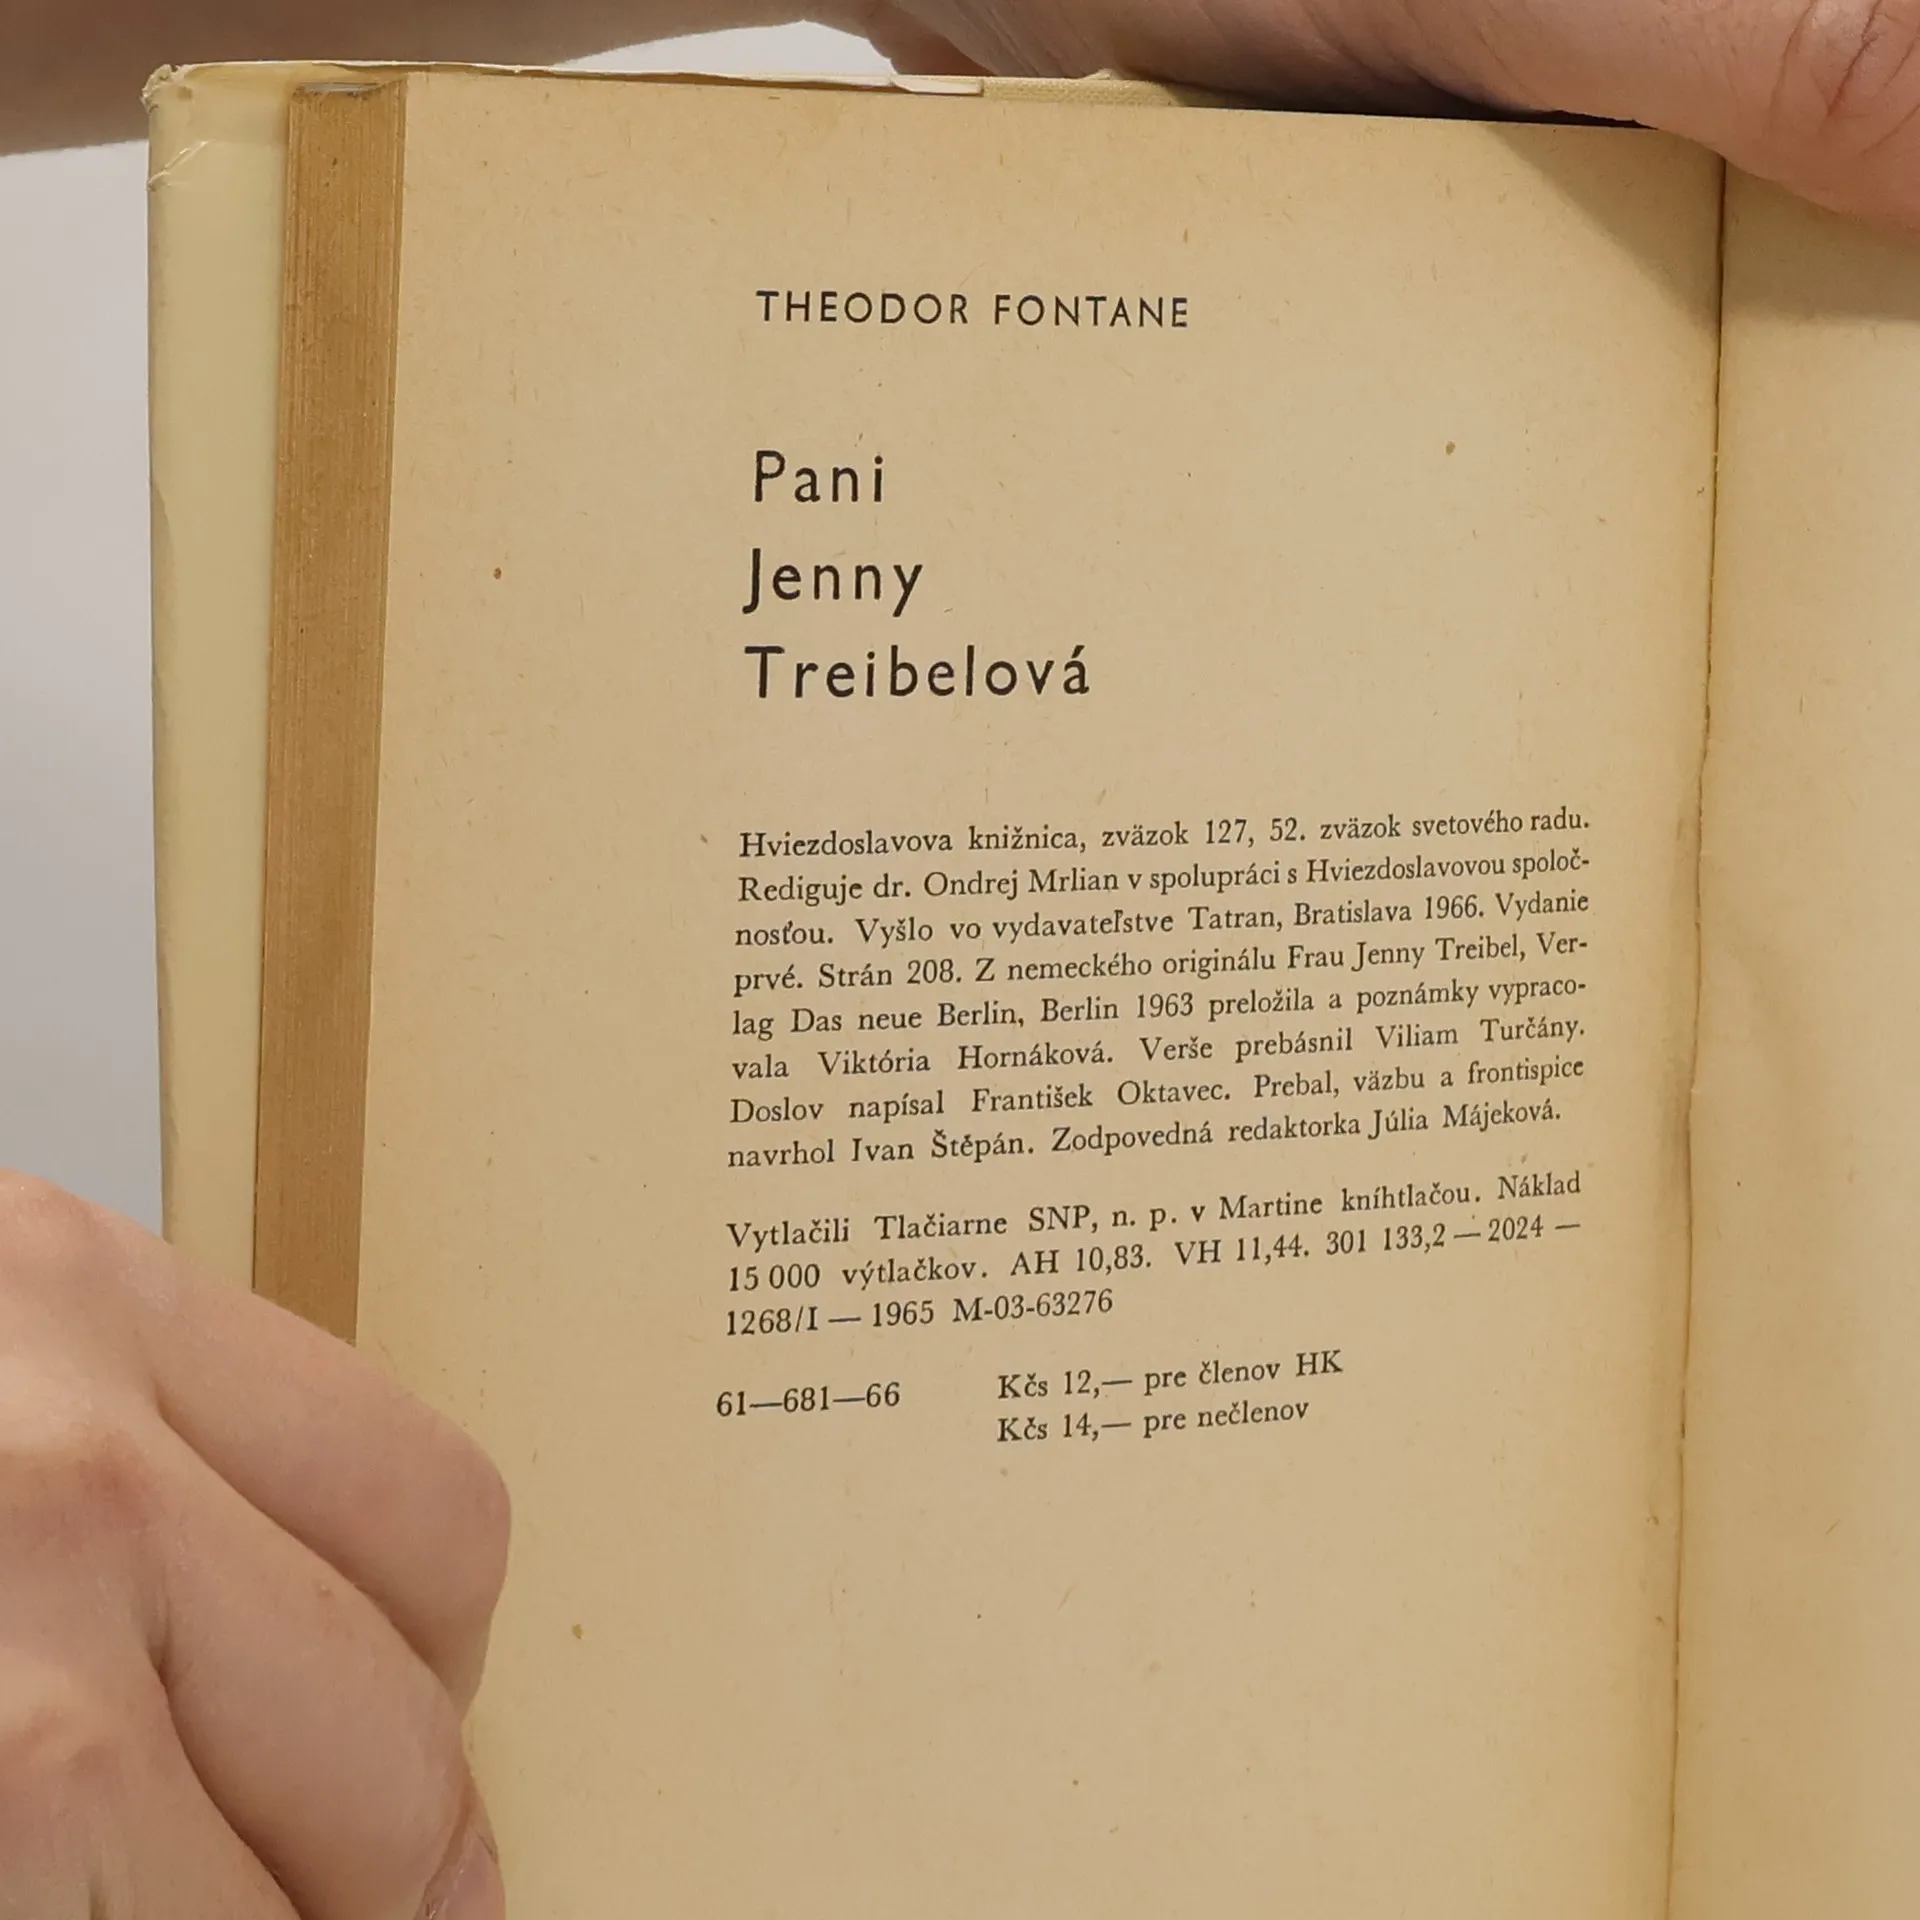 THEODOR FONTANE
Pani
Jenny
Treibelová
Hviezdoslavova knižnica, zväzok 127, 52. zväzok svetového radu.
Rediguje dr. Ondrej Mrlian v spolupráci s Hviezdoslavovou spoloč-
nosťou. Vyšlo vo vydavateľstve Tatran, Bratislava 1966. Vydanie
prvé. Strán 208. Z nemeckého originálu Frau Jenny Treibel, Ver-
lag Das neue Berlin, Berlin 1963 preložila a poznámky vypraco-
vala Viktória Hornáková. Verše prebásnil Viliam Turčány.
Doslov napísal František Oktavec. Prebal, väzbu a frontispice
navrhol Ivan Štěpán. Zodpovedná redaktorka Júlia Májeková.
Vytlačili Tlačiarne SNP, n. p. v Martine kníhtlačou. Náklad
15 000 výtlačkov. AH 10,83. VH 11,44. 301 133,2 — 2024 —
1268/I — 1965 M-03-63276
61—681—66 Kčs 12,— pre členov HK
Kčs 14,— pre nečlenov